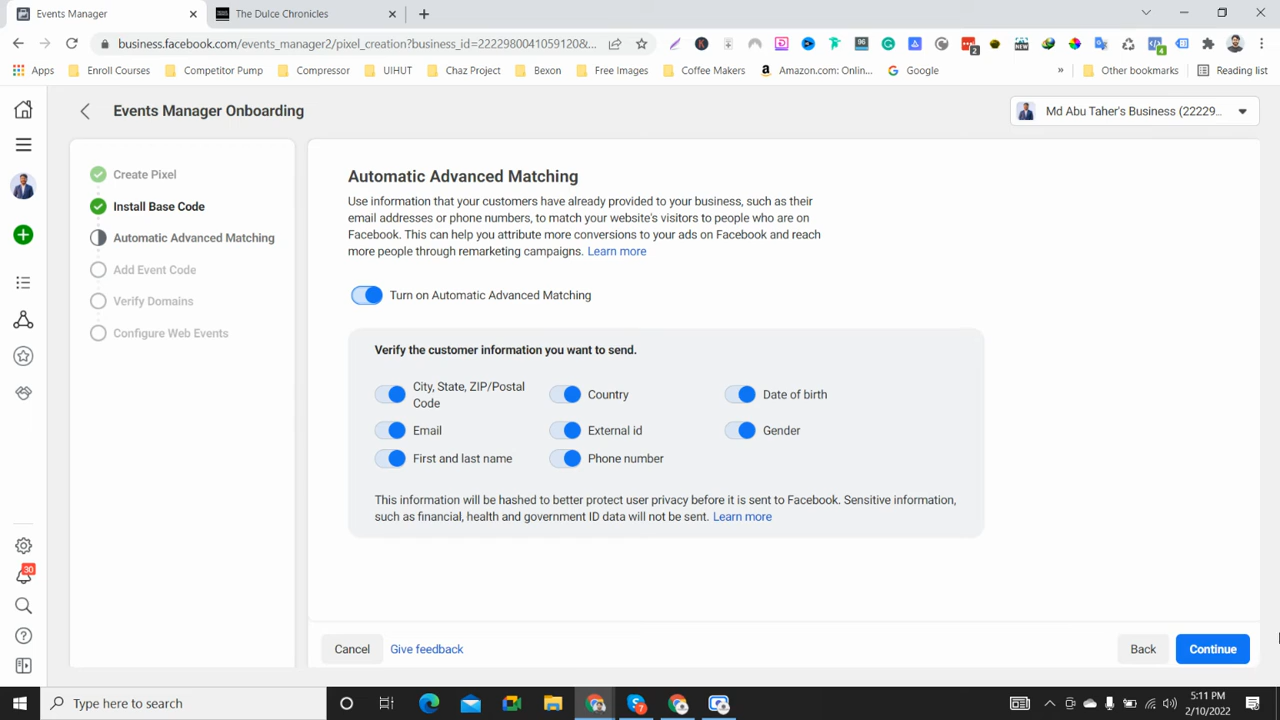 Events Manager
The Dulce Chronicles
business.facebook.com/events_manager2/pixel_creation?business_id=3222980041059120&...
Apps
Enroll Courses
Competitor Pump
Compressor
UIHUT
Chaz Project
Bexon
Free Images
Coffee Makers
Amazon.com: Onlin...
Google
»
Other bookmarks
Reading list
Events Manager Onboarding
Md Abu Taher's Business (22229...
Create Pixel
Install Base Code
Automatic Advanced Matching
Add Event Code
Verify Domains
Configure Web Events
Automatic Advanced Matching
Use information that your customers have already provided to your business, such as their
email addresses or phone numbers, to match your website's visitors to people who are on
Facebook. This can help you attribute more conversions to your ads on Facebook and reach
more people through remarketing campaigns. Learn more
Turn on Automatic Advanced Matching
Verify the customer information you want to send.
City, State, ZIP/Postal
Code
Country
Date of birth
Email
External id
Gender
First and last name
Phone number
This information will be hashed to better protect user privacy before it is sent to Facebook. Sensitive information,
such as financial, health and government ID data will not be sent. Learn more
30
Cancel
Give feedback
Back
Continue
Type here to search
7
5:11 PM
2/10/2022